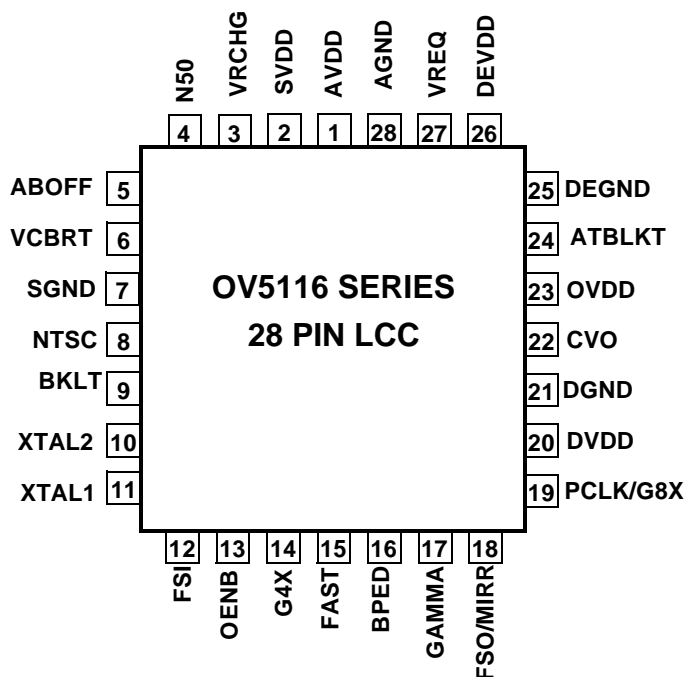 N50
VRCHG
SVDD
AVDD
AGND
VREQ
DEVDD
4
3
2
1
28
27
26
ABOFF 5
VCBRT 6
SGND 7
NTSC 8
BKLT 9
XTAL2 10
XTAL1 11
OV5116 SERIES
28 PIN LCC
25 DEGND
24 ATBLKT
23 OVDD
22 CVO
21 DGND
20 DVDD
19 PCLK/G8X
12
13
14
15
16
17
18
FSI
OENB
G4X
FAST
BPED
GAMMA
FSO/MIRR